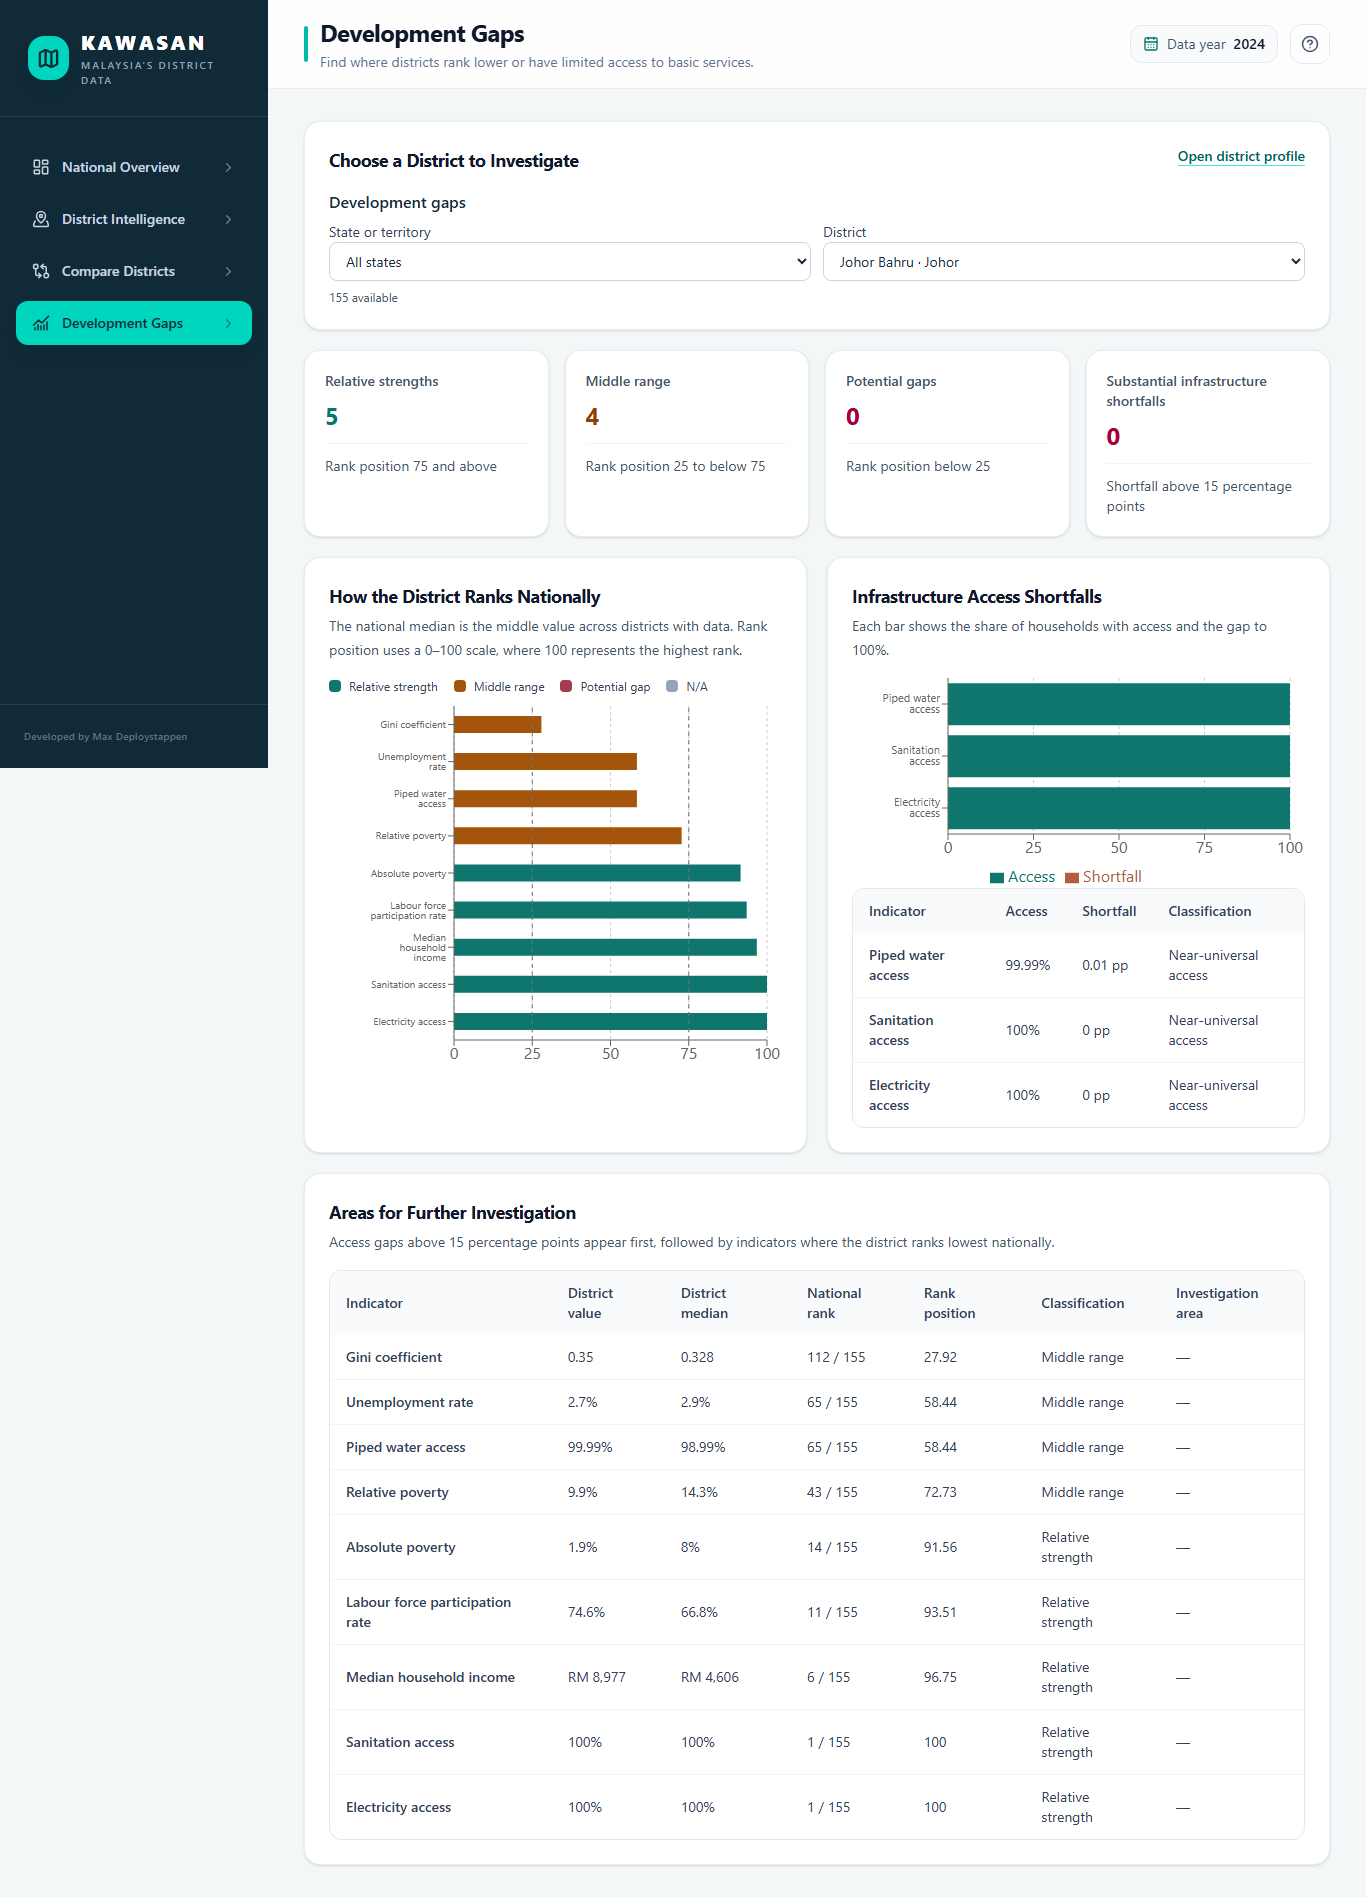 KAWASAN
MALAYSIA'S DISTRICT
DATA
National Overview
District Intelligence
Compare Districts
Development Gaps
Developed by Max Deploystappen
Development Gaps
Find where districts rank lower or have limited access to basic services.
Data year 2024
Choose a District to Investigate
Open district profile
Development gaps
State or territory
All states
155 available
District
Johor Bahru · Johor
Relative strengths
5
Rank position 75 and above
Middle range
4
Rank position 25 to below 75
Potential gaps
0
Rank position below 25
Substantial infrastructure
shortfalls
0
Shortfall above 15 percentage
points
How the District Ranks Nationally
The national median is the middle value across districts with data. Rank
position uses a 0–100 scale, where 100 represents the highest rank.
Relative strength Middle range Potential gap N/A
Gini coefficient
Unemployment
rate
Piped water
access
Relative poverty
Absolute poverty
Labour force
participation rate
Median
household
income
Sanitation access
Electricity access
0 25 50 75 100
Infrastructure Access Shortfalls
Each bar shows the share of households with access and the gap to
100%.
Piped water
access
Sanitation
access
Electricity
access
0 25 50 75 100
Access Shortfall
Indicator Access Shortfall Classification
Piped water
access
99.99% 0.01 pp
Near-universal
access
Sanitation
access
100% 0 pp
Near-universal
access
Electricity
access
100% 0 pp
Near-universal
access
Areas for Further Investigation
Access gaps above 15 percentage points appear first, followed by indicators where the district ranks lowest nationally.
Indicator
District
value
District
median
National
rank
Rank
position
Classification
Investigation
area
Gini coefficient 0.35 0.328 112 / 155 27.92 Middle range —
Unemployment rate 2.7% 2.9% 65 / 155 58.44 Middle range —
Piped water access 99.99% 98.99% 65 / 155 58.44 Middle range —
Relative poverty 9.9% 14.3% 43 / 155 72.73 Middle range —
Absolute poverty 1.9% 8% 14 / 155 91.56
Relative
strength
—
Labour force participation
rate
74.6% 66.8% 11 / 155 93.51
Relative
strength
—
Median household income RM 8,977 RM 4,606 6 / 155 96.75
Relative
strength
—
Sanitation access 100% 100% 1 / 155 100
Relative
strength
—
Electricity access 100% 100% 1 / 155 100
Relative
strength
—